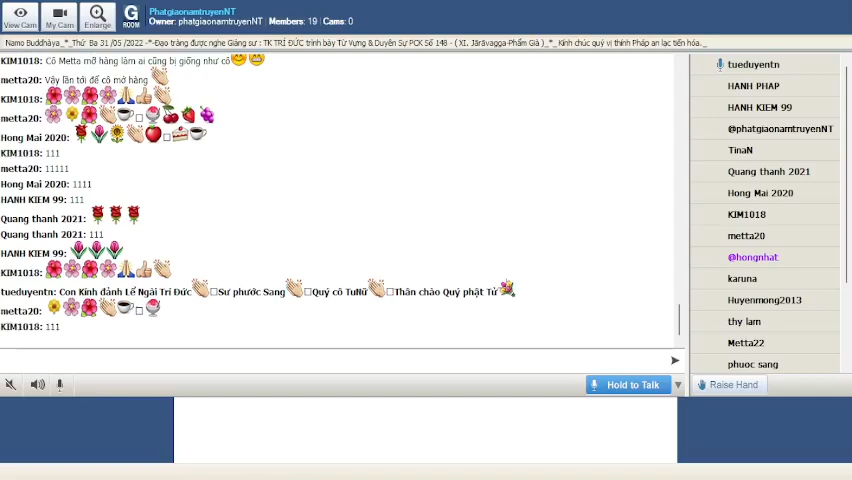 View Cam
My Cam
Enlarge
G
ROOM
PhatgiaonamtruyenNT
Owner: phatgiaonamtruyenNT Members: 19 | Cams: 0
Namo Buddhàya_*_Thứ Ba 31 /05 /2022 -*-Đạo tràng được nghe Giảng sư : TK TRÍ ĐỨC trình bày Từ Vựng & Duyên Sự PCK Số 148 - ( XI. Jārāvagga-Phẩm Già )_* Kính chúc quý vị thính Pháp an lạc tiến hóa._
KIM1018: Cô Metta mỡ hàng làm ai cũng bị giống như cô
metta20: Vậy lần tới để cô mớ hàng
KIM1018:
metta20:
Hong Mai 2020:
KIM1018: 111
metta20: 11111
Hong Mai 2020: 1111
HANH KIEM 99: 111
Quang thanh 2021:
Quang thanh 2021: 111
HANH KIEM 99:
KIM1018:
tueduyentn: Con Kính đảnh Lể Ngài Trí Đức Sư phước Sang Quý cô TuNữ Thân chào Quý phật Tử
metta20:
KIM1018: 111
Hold to Talk
tueduyentn
HANH PHAP
HANH KIEM 99
@phatgiaonamtruyenNT
TinaN
Quang thanh 2021
Hong Mai 2020
KIM1018
metta20
@hongnhat
karuna
Huyenmong2013
thy lam
Metta22
phuoc sang
Raise Hand